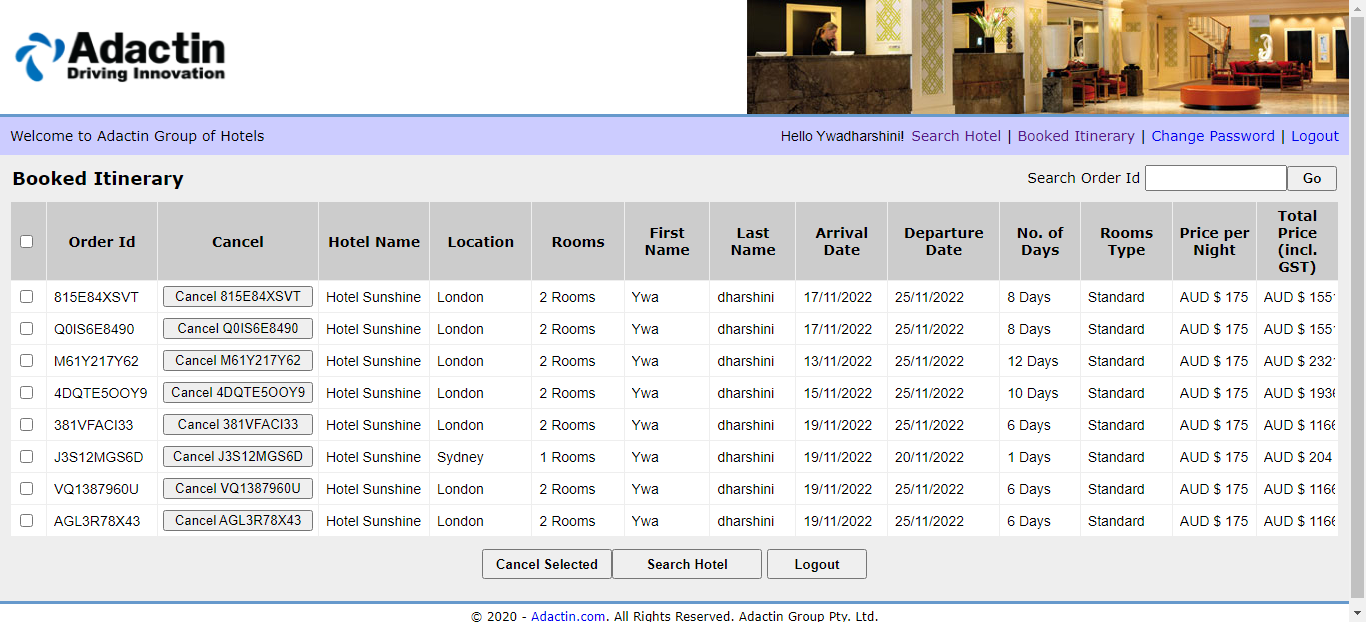 Adactin
Driving Innovation
Welcome to Adactin Group of Hotels
Hello Ywadharshini! Search Hotel | Booked Itinerary | Change Password | Logout
Booked Itinerary
Search Order Id Go
Order Id Cancel Hotel Name Location Rooms First Name Last Name Arrival Date Departure Date No. of Days Rooms Type Price per Night Total Price (incl. GST)
815E84XSVT Cancel 815E84XSVT Hotel Sunshine London 2 Rooms Ywa dharshini 17/11/2022 25/11/2022 8 Days Standard AUD $ 175 AUD $ 155
Q0IS6E8490 Cancel Q0IS6E8490 Hotel Sunshine London 2 Rooms Ywa dharshini 17/11/2022 25/11/2022 8 Days Standard AUD $ 175 AUD $ 155
M61Y217Y62 Cancel M61Y217Y62 Hotel Sunshine London 2 Rooms Ywa dharshini 13/11/2022 25/11/2022 12 Days Standard AUD $ 175 AUD $ 232
4DQTE5OOY9 Cancel 4DQTE5OOY9 Hotel Sunshine London 2 Rooms Ywa dharshini 15/11/2022 25/11/2022 10 Days Standard AUD $ 175 AUD $ 193
381VFACI33 Cancel 381VFACI33 Hotel Sunshine London 2 Rooms Ywa dharshini 19/11/2022 25/11/2022 6 Days Standard AUD $ 175 AUD $ 116
J3S12MGS6D Cancel J3S12MGS6D Hotel Sunshine Sydney 1 Rooms Ywa dharshini 19/11/2022 20/11/2022 1 Days Standard AUD $ 175 AUD $ 204
VQ1387960U Cancel VQ1387960U Hotel Sunshine London 2 Rooms Ywa dharshini 19/11/2022 25/11/2022 6 Days Standard AUD $ 175 AUD $ 116
AGL3R78X43 Cancel AGL3R78X43 Hotel Sunshine London 2 Rooms Ywa dharshini 19/11/2022 25/11/2022 6 Days Standard AUD $ 175 AUD $ 116
Cancel Selected Search Hotel Logout
© 2020 - Adactin.com. All Rights Reserved. Adactin Group Pty. Ltd.